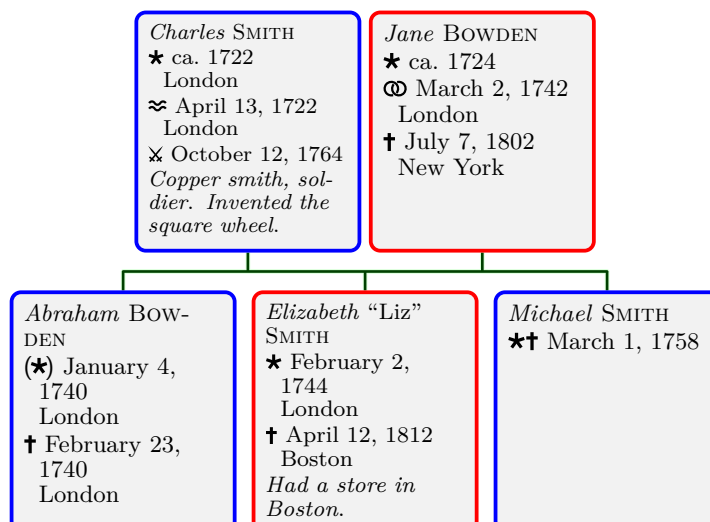 Charles SMITH
★ ca. 1722
London
≈ April 13, 1722
London
⚔ October 12, 1764
Copper smith, sol-
dier. Invented the
square wheel.
Jane BOWDEN
★ ca. 1724
⚭ March 2, 1742
London
† July 7, 1802
New York
Abraham BOW-
DEN
(★) January 4,
1740
London
† February 23,
1740
London
Elizabeth “Liz”
SMITH
★ February 2,
1744
London
† April 12, 1812
Boston
Had a store in
Boston.
Michael SMITH
★† March 1, 1758